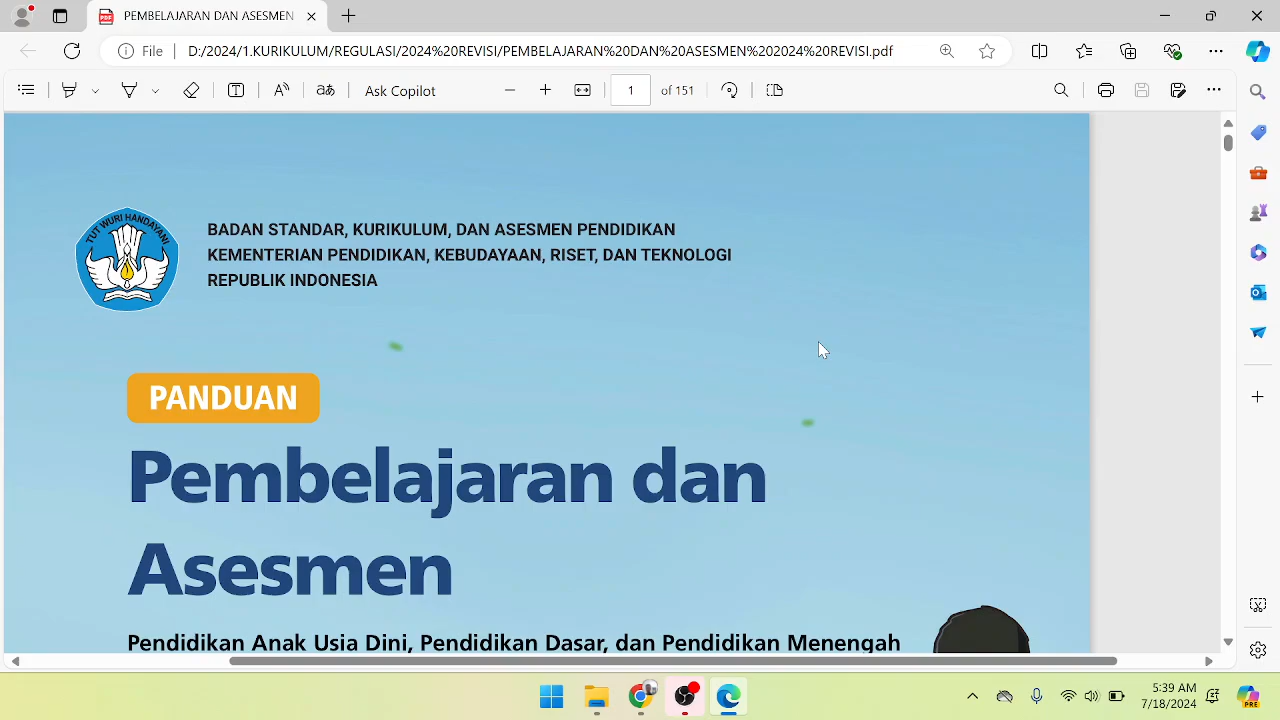 PEMBELAJARAN DAN ASESMEN
File
D:/2024/1.KURIKULUM/REGULASI/2024%20REVISI/PEMBELAJARAN%20DAN%20ASESMEN%202024%20REVISI.pdf
Ask Copilot
1
of 151
TUT WURI HANDAYANI
BADAN STANDAR, KURIKULUM, DAN ASESMEN PENDIDIKAN
KEMENTERIAN PENDIDIKAN, KEBUDAYAAN, RISET, DAN TEKNOLOGI
REPUBLIK INDONESIA
PANDUAN
Pembelajaran dan
Asesmen
Pendidikan Anak Usia Dini, Pendidikan Dasar, dan Pendidikan Menengah
5:39 AM
7/18/2024
PRE